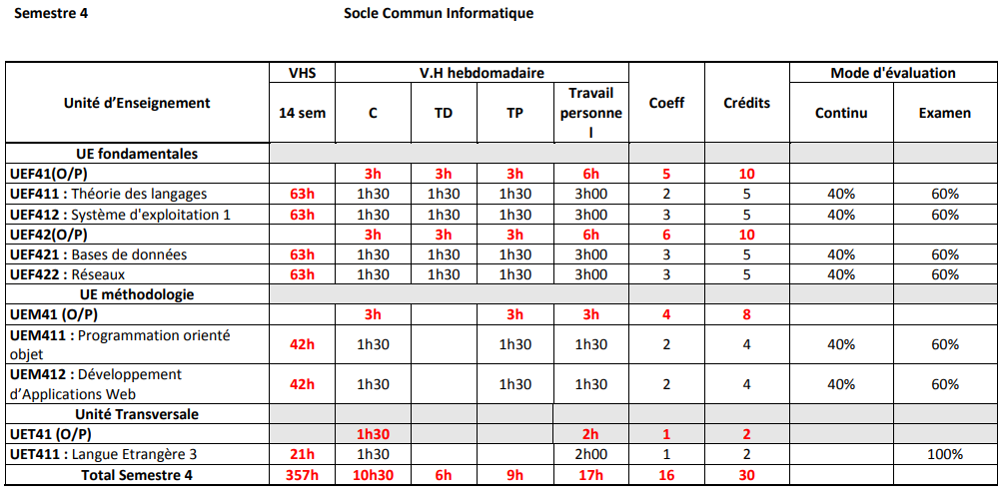 Semestre 4 Socle Commun Informatique
Unité d'Enseignement VHS V.H hebdomadaire Coeff Crédits Mode d'évaluation
14 sem C TD TP Travail personne l Continu Examen
UE fondamentales
UEF41(O/P) 3h 3h 3h 6h 5 10
UEF411 : Théorie des langages 63h 1h30 1h30 1h30 3h00 2 5 40% 60%
UEF412 : Système d'exploitation 1 63h 1h30 1h30 1h30 3h00 3 5 40% 60%
UEF42(O/P) 3h 3h 3h 6h 6 10
UEF421 : Bases de données 63h 1h30 1h30 1h30 3h00 3 5 40% 60%
UEF422 : Réseaux 63h 1h30 1h30 1h30 3h00 3 5 40% 60%
UE méthodologie
UEM41 (O/P) 3h 3h 3h 4 8
UEM411 : Programmation orienté
objet 42h 1h30 1h30 1h30 2 4 40% 60%
UEM412 : Développement
d'Applications Web 42h 1h30 1h30 1h30 2 4 40% 60%
Unité Transversale
UET41 (O/P) 1h30 2h 1 2
UET411 : Langue Etrangère 3 21h 1h30 2h00 1 2 100%
Total Semestre 4 357h 10h30 6h 9h 17h 16 30